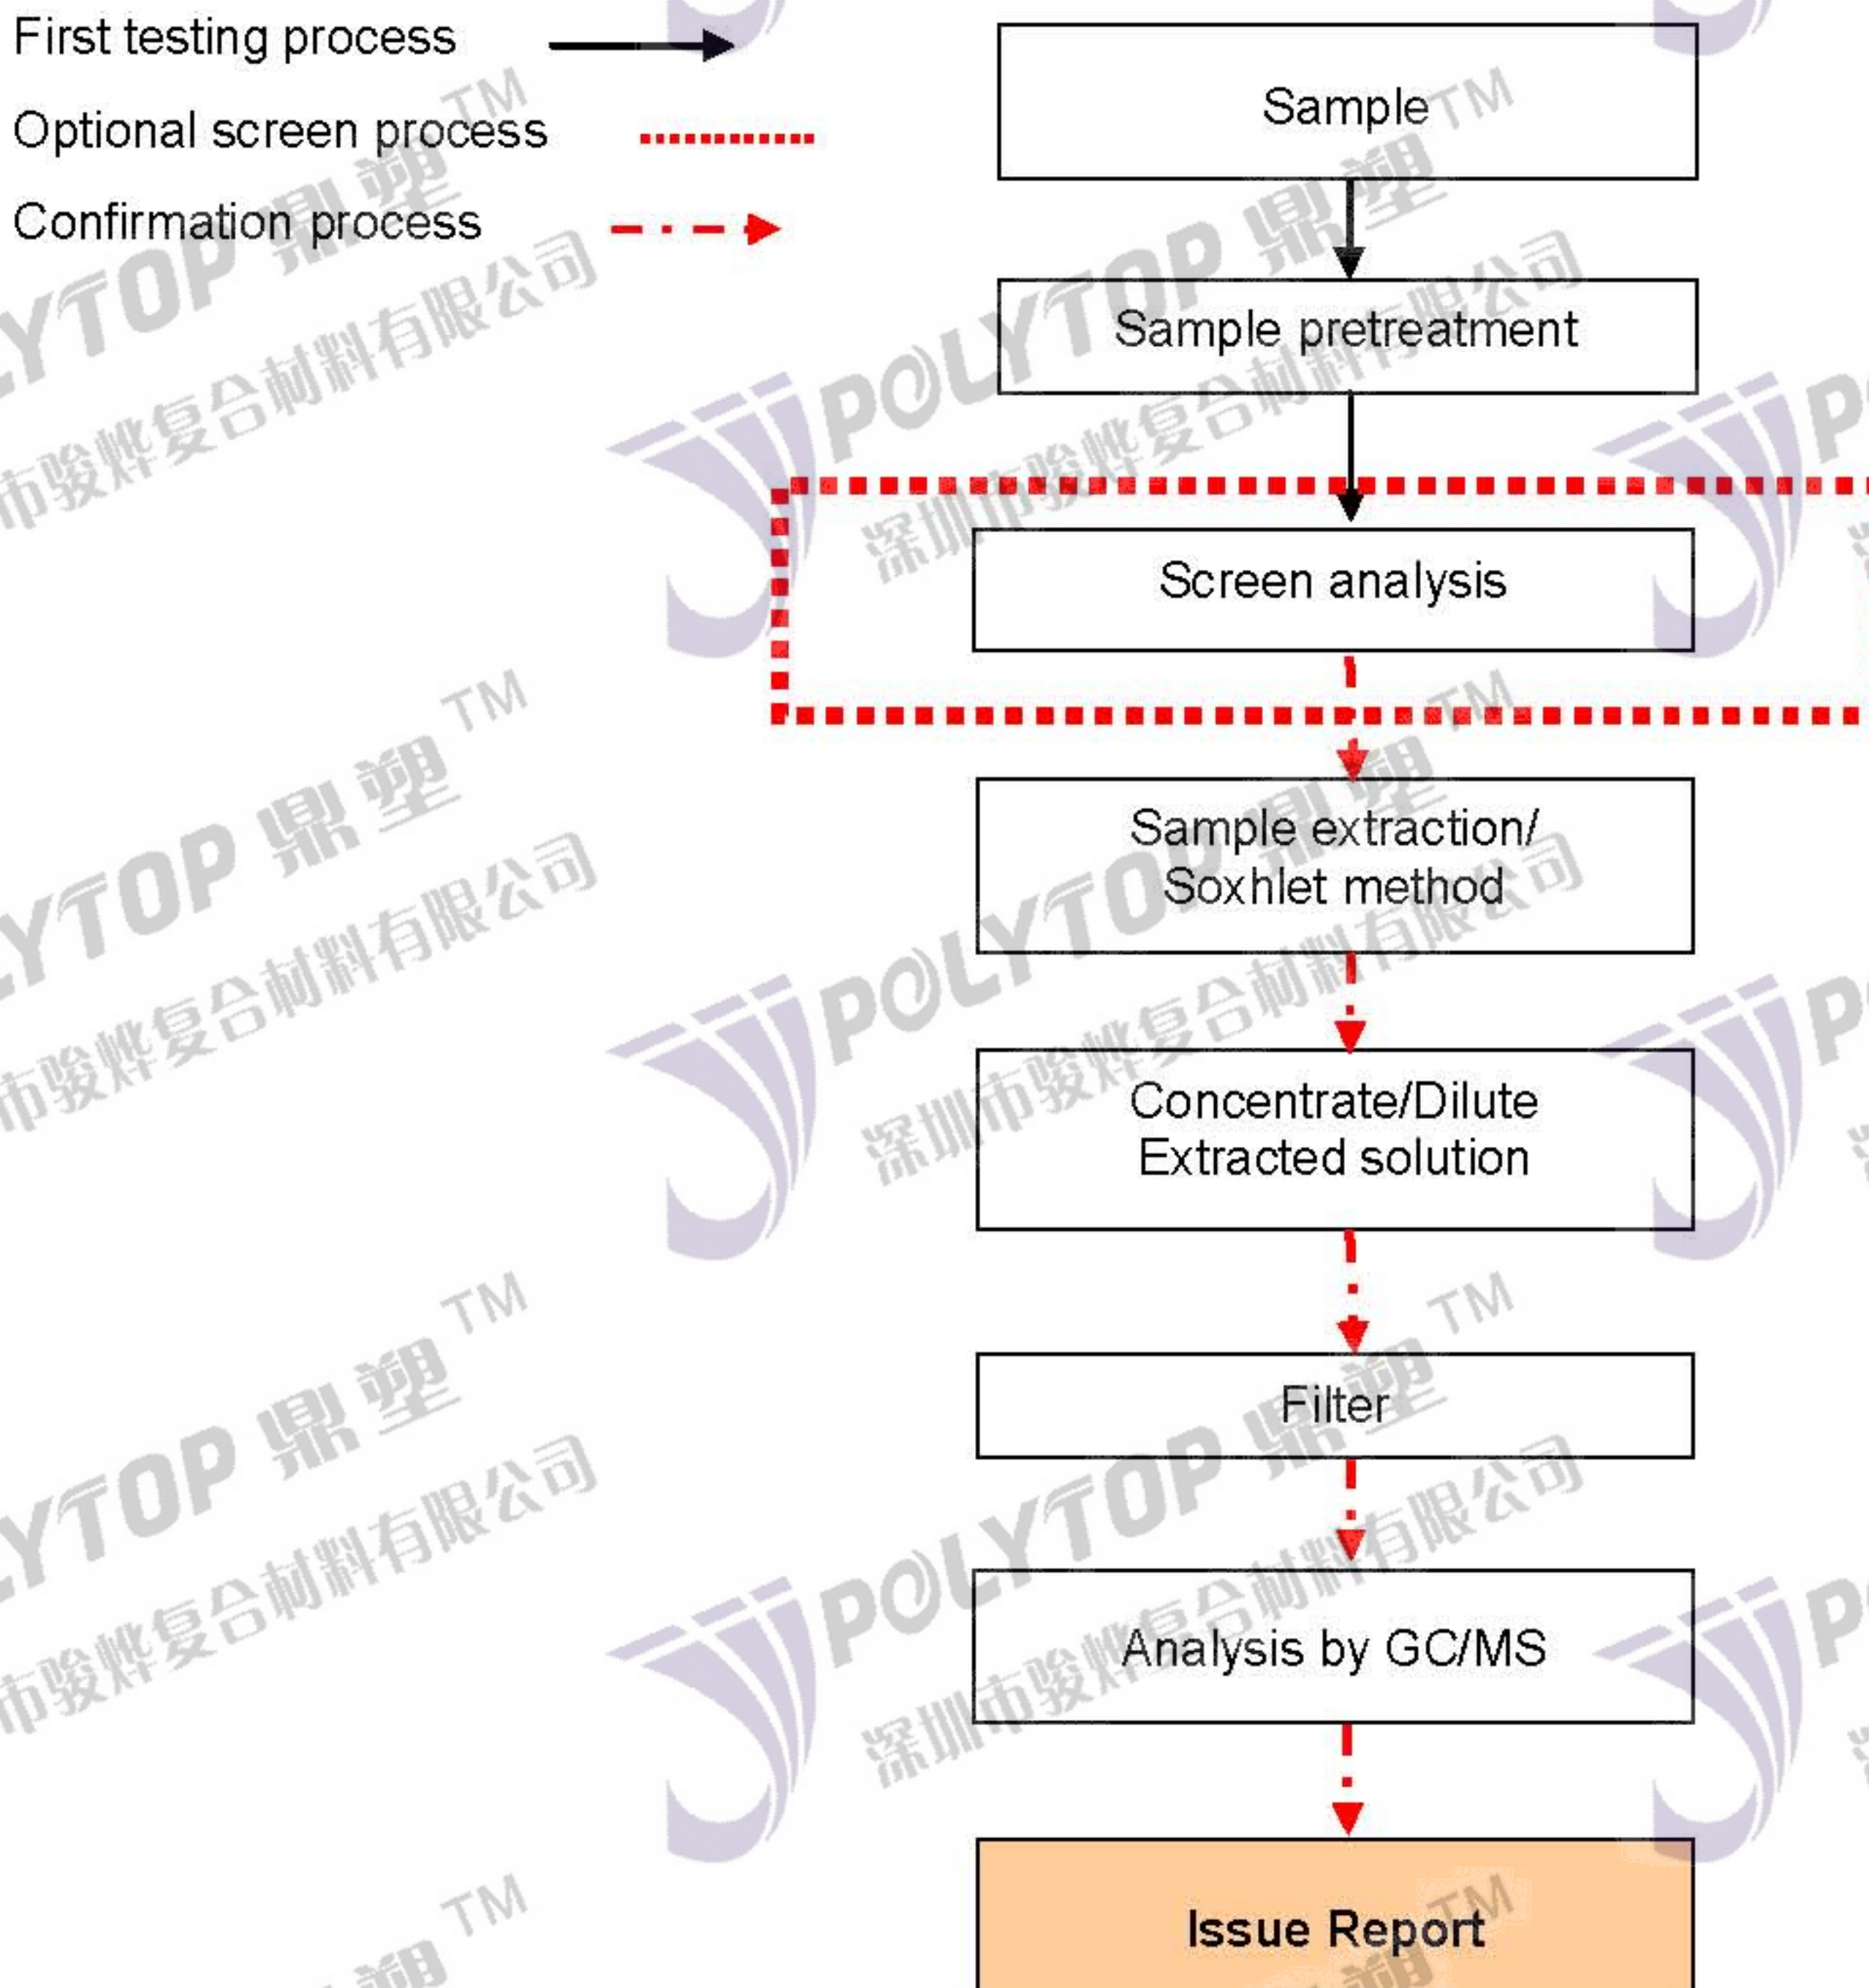 First testing process
Optional screen process
Confirmation process
Sample
Sample pretreatment
Screen analysis
Sample extraction/
Soxhlet method
Concentrate/Dilute
Extracted solution
Filter
Analysis by GC/MS
Issue Report
POLYTOP 鼎塑 TM
深圳市骏烨复合材料有限公司